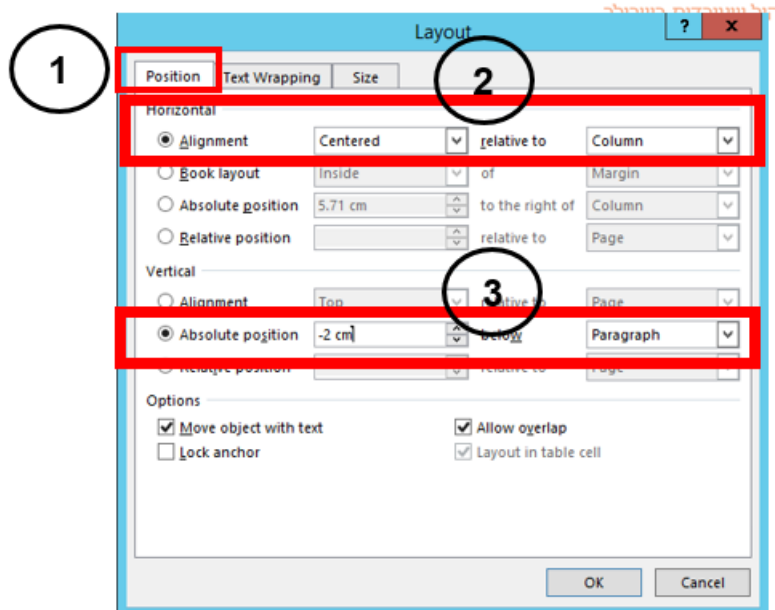 Layout
? x
1
Position Text Wrapping Size
2
Horizontal
Alignment Centered relative to Column
Book layout Inside of Margin
Absolute position 5.71 cm to the right of Column
Relative position relative to Page
Vertical
3
Alignment Top relative to Page
Absolute position -2 cm below Paragraph
Relative position relative to Page
Options
Move object with text Allow overlap
Lock anchor Layout in table cell
OK Cancel